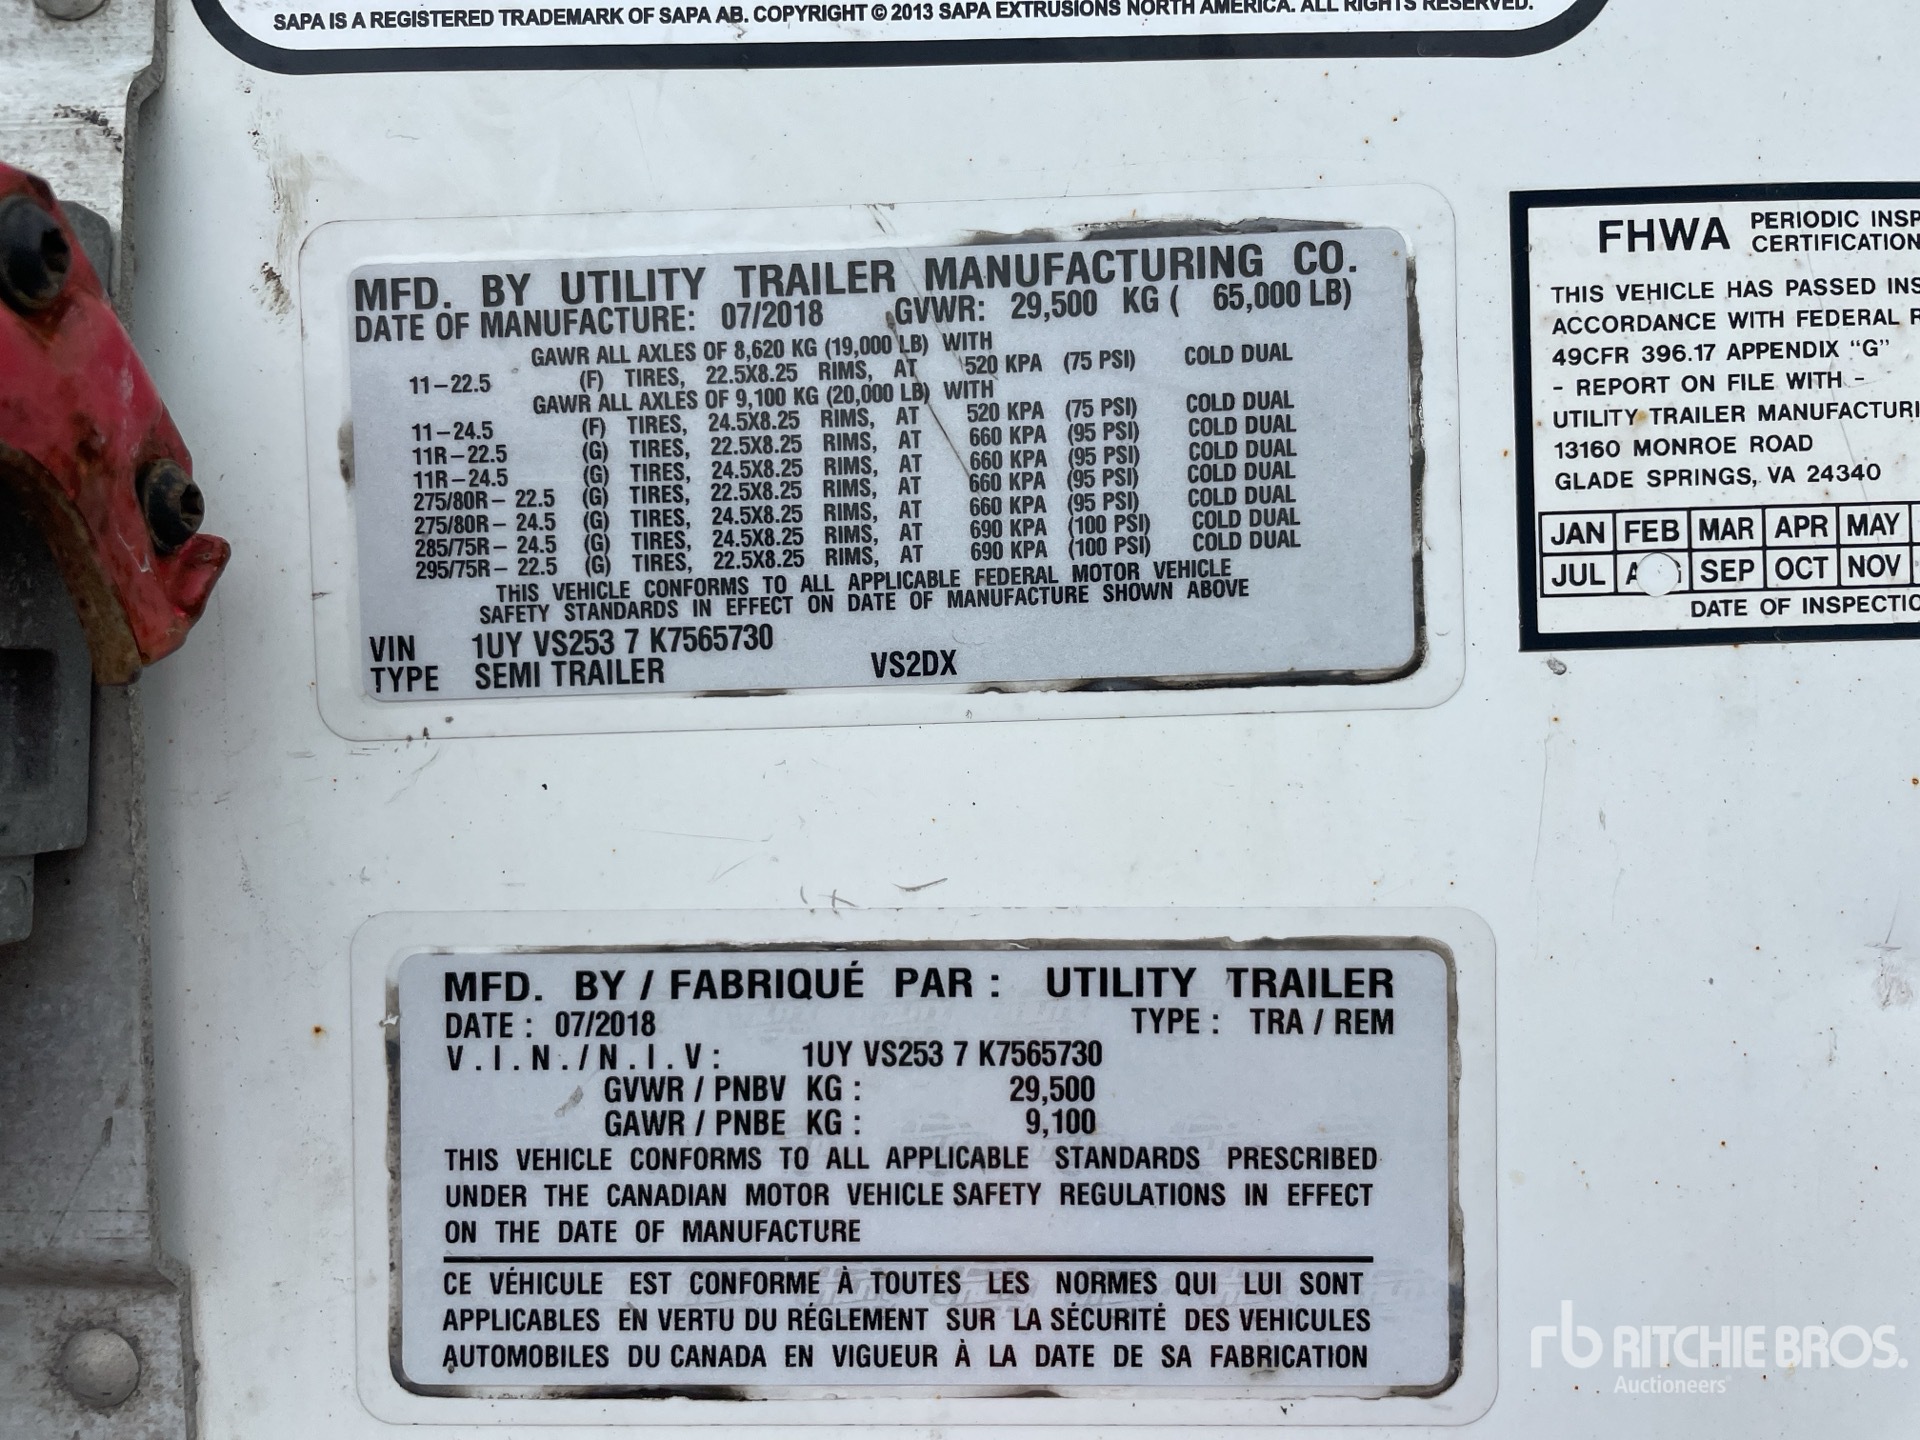 SAPA IS A REGISTERED TRADEMARK OF SAPA AB. COPYRIGHT © 2013 SAPA EXTRUSIONS NORTH AMERICA. ALL RIGHTS RESERVED.
MFD. BY UTILITY TRAILER MANUFACTURING CO.
DATE OF MANUFACTURE: 07/2018 GVWR: 29,500 KG ( 65,000 LB)
GAWR ALL AXLES OF 8,620 KG (19,000 LB) WITH
11-22.5 (F) TIRES, 22.5X8.25 RIMS, AT 520 KPA (75 PSI) COLD DUAL
GAWR ALL AXLES OF 9,100 KG (20,000 LB) WITH
11-24.5 (F) TIRES, 24.5X8.25 RIMS, AT 520 KPA (75 PSI) COLD DUAL
11R-22.5 (G) TIRES, 22.5X8.25 RIMS, AT 660 KPA (95 PSI) COLD DUAL
11R-24.5 (G) TIRES, 24.5X8.25 RIMS, AT 660 KPA (95 PSI) COLD DUAL
275/80R-22.5 (G) TIRES, 22.5X8.25 RIMS, AT 660 KPA (95 PSI) COLD DUAL
275/80R-24.5 (G) TIRES, 24.5X8.25 RIMS, AT 660 KPA (95 PSI) COLD DUAL
285/75R-24.5 (G) TIRES, 24.5X8.25 RIMS, AT 690 KPA (100 PSI) COLD DUAL
295/75R-22.5 (G) TIRES, 22.5X8.25 RIMS, AT 690 KPA (100 PSI) COLD DUAL
THIS VEHICLE CONFORMS TO ALL APPLICABLE FEDERAL MOTOR VEHICLE
SAFETY STANDARDS IN EFFECT ON DATE OF MANUFACTURE SHOWN ABOVE
VIN 1UY VS253 7 K7565730
TYPE SEMI TRAILER VS2DX
FHWA PERIODIC INSP
CERTIFICATION
THIS VEHICLE HAS PASSED INS
ACCORDANCE WITH FEDERAL R
49CFR 396.17 APPENDIX "G"
- REPORT ON FILE WITH -
UTILITY TRAILER MANUFACTURI
13160 MONROE ROAD
GLADE SPRINGS, VA 24340
JAN FEB MAR APR MAY
JUL SEP OCT NOV
DATE OF INSPECTIO
MFD. BY / FABRIQUÉ PAR : UTILITY TRAILER
DATE : 07/2018 TYPE : TRA / REM
V.I.N./N.I.V: 1UY VS253 7 K7565730
GVWR / PNBV KG : 29,500
GAWR / PNBE KG : 9,100
THIS VEHICLE CONFORMS TO ALL APPLICABLE STANDARDS PRESCRIBED
UNDER THE CANADIAN MOTOR VEHICLE SAFETY REGULATIONS IN EFFECT
ON THE DATE OF MANUFACTURE
CE VÉHICULE EST CONFORME À TOUTES LES NORMES QUI LUI SONT
APPLICABLES EN VERTU DU RÉGLEMENT SUR LA SÉCURITÉ DES VEHICULES
AUTOMOBILES DU CANADA EN VIGUEUR À LA DATE DE SA FABRICATION
rb RITCHIE BROS.
Auctioneers